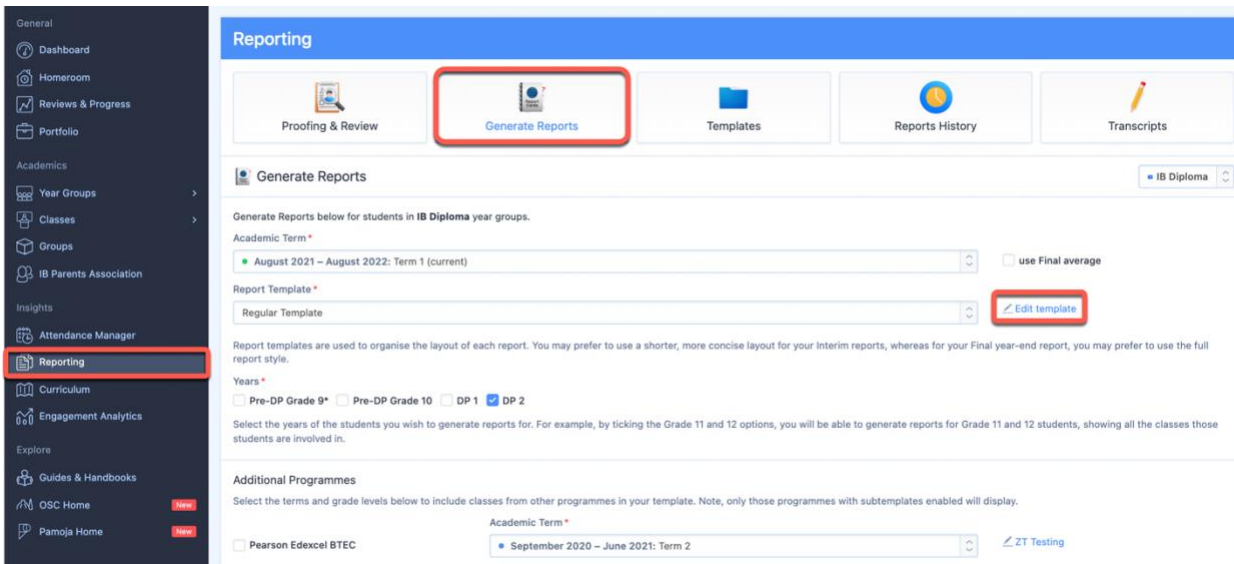 General
Dashboard
Homeroom
Reviews & Progress
Portfolio
Academics
Year Groups
Classes
Groups
IB Parents Association
Insights
Attendance Manager
Reporting
Curriculum
Engagement Analytics
Explore
Guides & Handbooks
OSC Home New
Pamoja Home New
Reporting
Proofing & Review
Generate Reports
Templates
Reports History
Transcripts
Generate Reports
IB Diploma
Generate Reports below for students in IB Diploma year groups.
Academic Term*
August 2021 – August 2022: Term 1 (current)
use Final average
Report Template*
Regular Template
Edit template
Report templates are used to organise the layout of each report. You may prefer to use a shorter, more concise layout for your Interim reports, whereas for your Final year-end report, you may prefer to use the full
report style.
Years*
Pre-DP Grade 9* Pre-DP Grade 10 DP 1 DP 2
Select the years of the students you wish to generate reports for. For example, by ticking the Grade 11 and 12 options, you will be able to generate reports for Grade 11 and 12 students, showing all the classes those
students are involved in.
Additional Programmes
Select the terms and grade levels below to include classes from other programmes in your template. Note, only those programmes with subtemplates enabled will display.
Academic Term*
Pearson Edexcel BTEC
September 2020 – June 2021: Term 2
ZT Testing